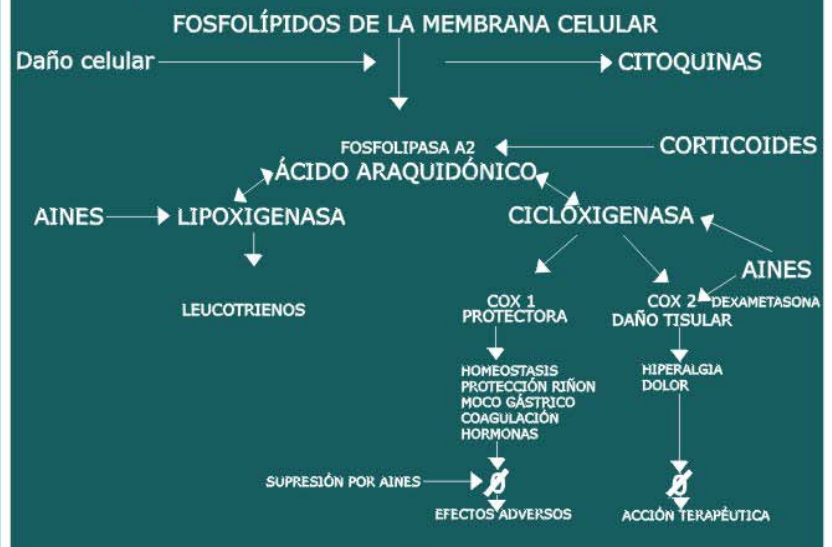 FOSFOLÍPIDOS DE LA MEMBRANA CELULAR
Daño celular
CITOQUINAS
FOSFOLIPASA A2
CORTICOIDES
ÁCIDO ARAQUIDÓNICO
AINES
LIPOXIGENASA
CICLOXIGENASA
AINES
LEUCOTRIENOS
COX 1
PROTECTORA
COX 2
DEXAMETASONA
DAÑO TISULAR
HOMEOSTASIS
PROTECCIÓN RIÑON
MOCO GÁSTRICO
COAGULACIÓN
HORMONAS
HIPERALGIA
DOLOR
SUPRESIÓN POR AINES
EFECTOS ADVERSOS
ACCIÓN TERAPÉUTICA